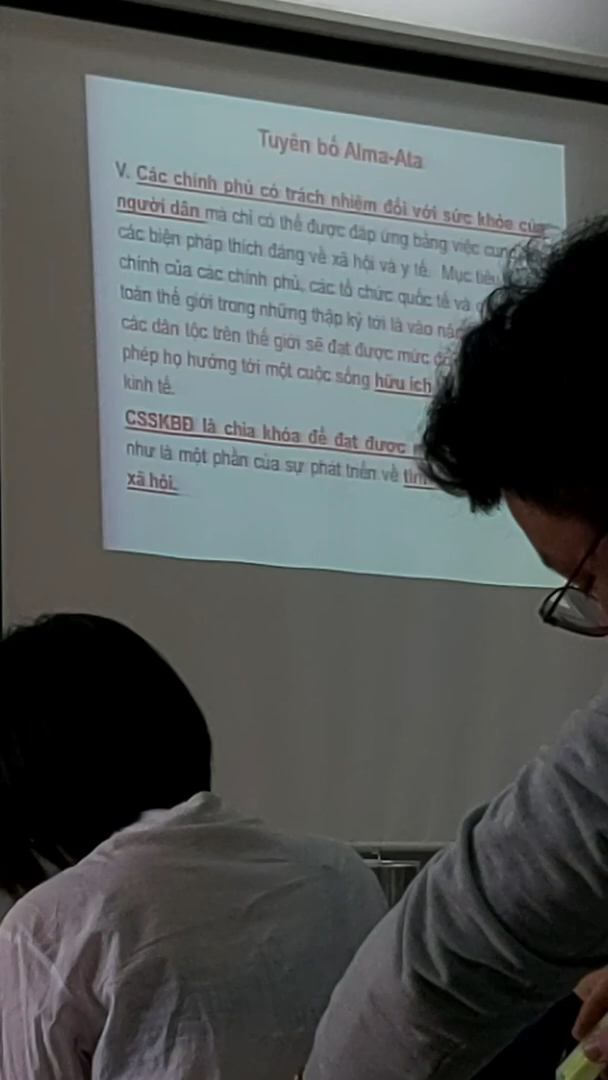 Tuyên bố Alma-Ata
V. Các chính phủ có trách nhiệm đối với sức khỏe của
người dân mà chỉ có thể được đáp ứng bằng việc
các biện pháp thích đáng về xã hội và y tế. Mục
chính của các chính phủ, các tổ chức quốc tế và
toàn thế giới trong những thập kỷ tới là vào
các dân tộc trên thế giới sẽ đạt được mức
phép họ hướng tới một cuộc sống hữu ích
kinh tế.
CSSKBĐ là chìa khóa để đạt được
như là một phần của sự phát triển về
xã hội.